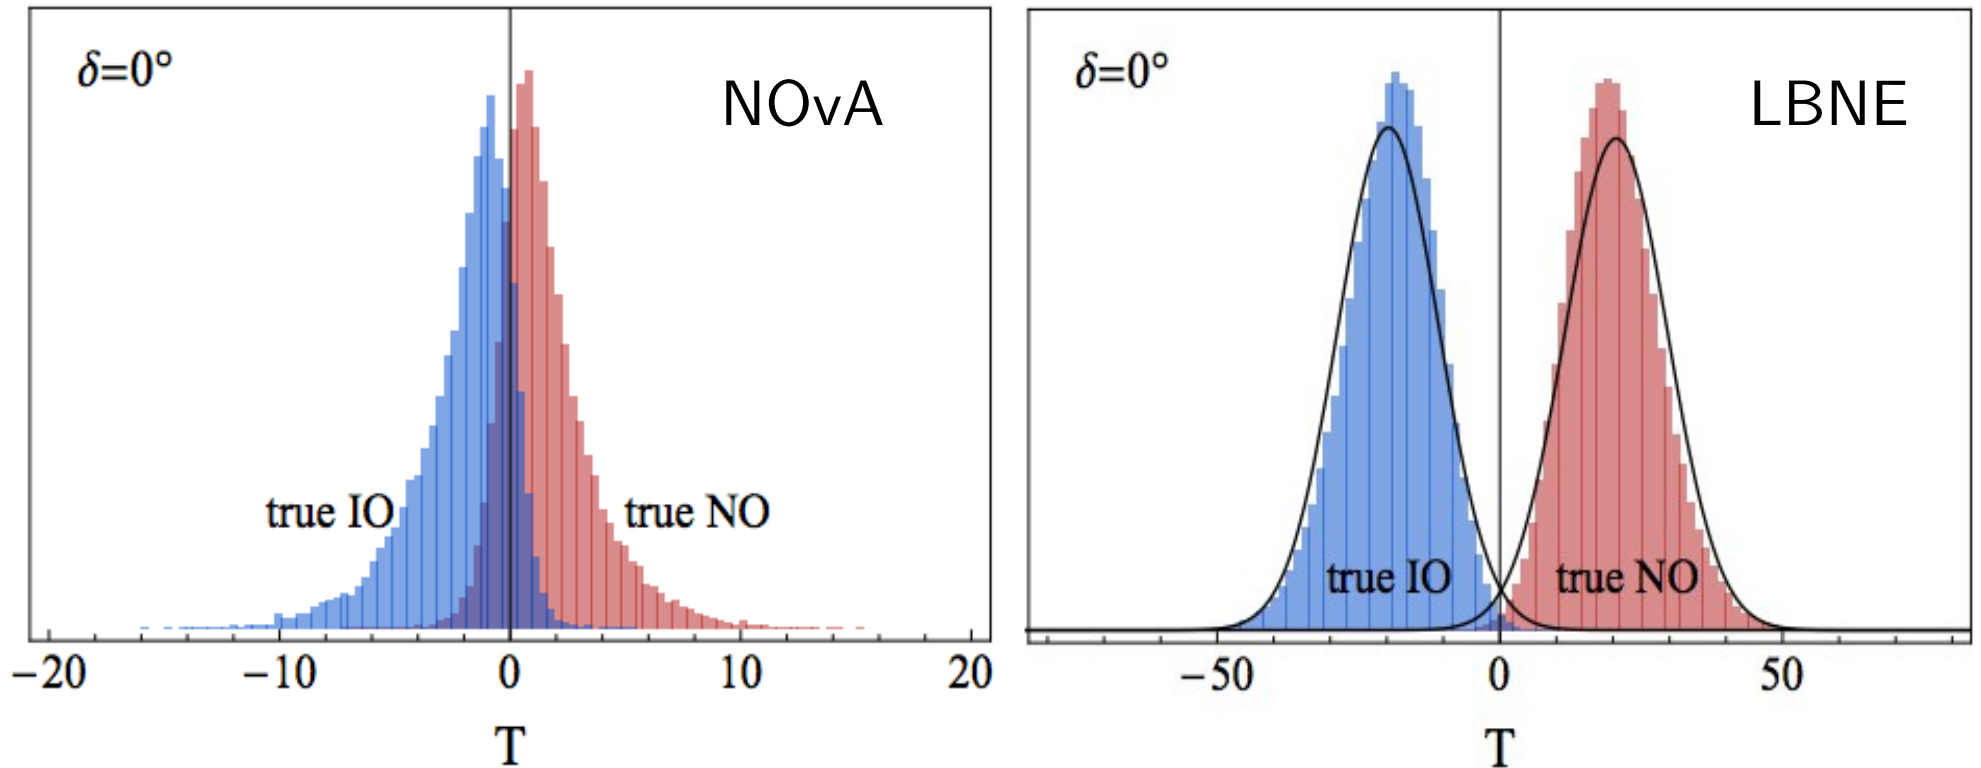 δ=0°
NOvA
true IO
true NO
−20
−10
0
10
20
T
δ=0°
LBNE
true IO
true NO
−50
0
50
T